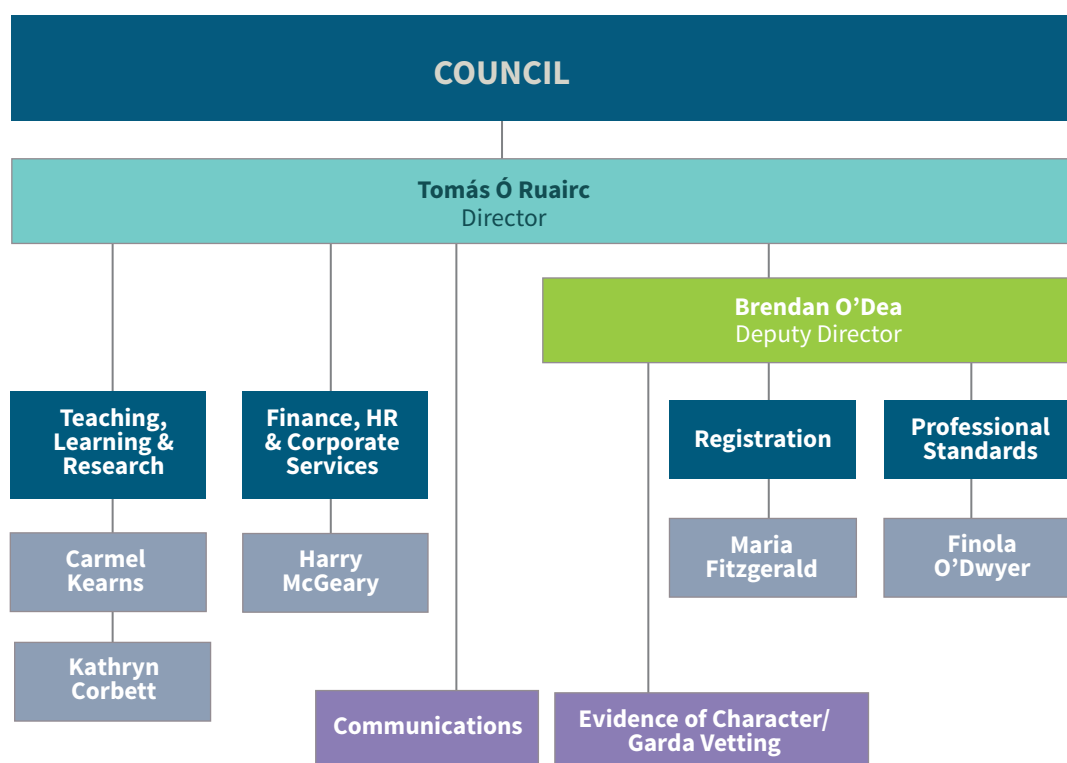 COUNCIL
Tomás Ó Ruairc
Director
Brendan O’Dea
Deputy Director
Teaching,
Learning &
Research
Finance, HR
& Corporate
Services
Registration
Professional
Standards
Carmel
Kearns
Harry
McGeary
Maria
Fitzgerald
Finola
O’Dwyer
Kathryn
Corbett
Communications
Evidence of Character/
Garda Vetting